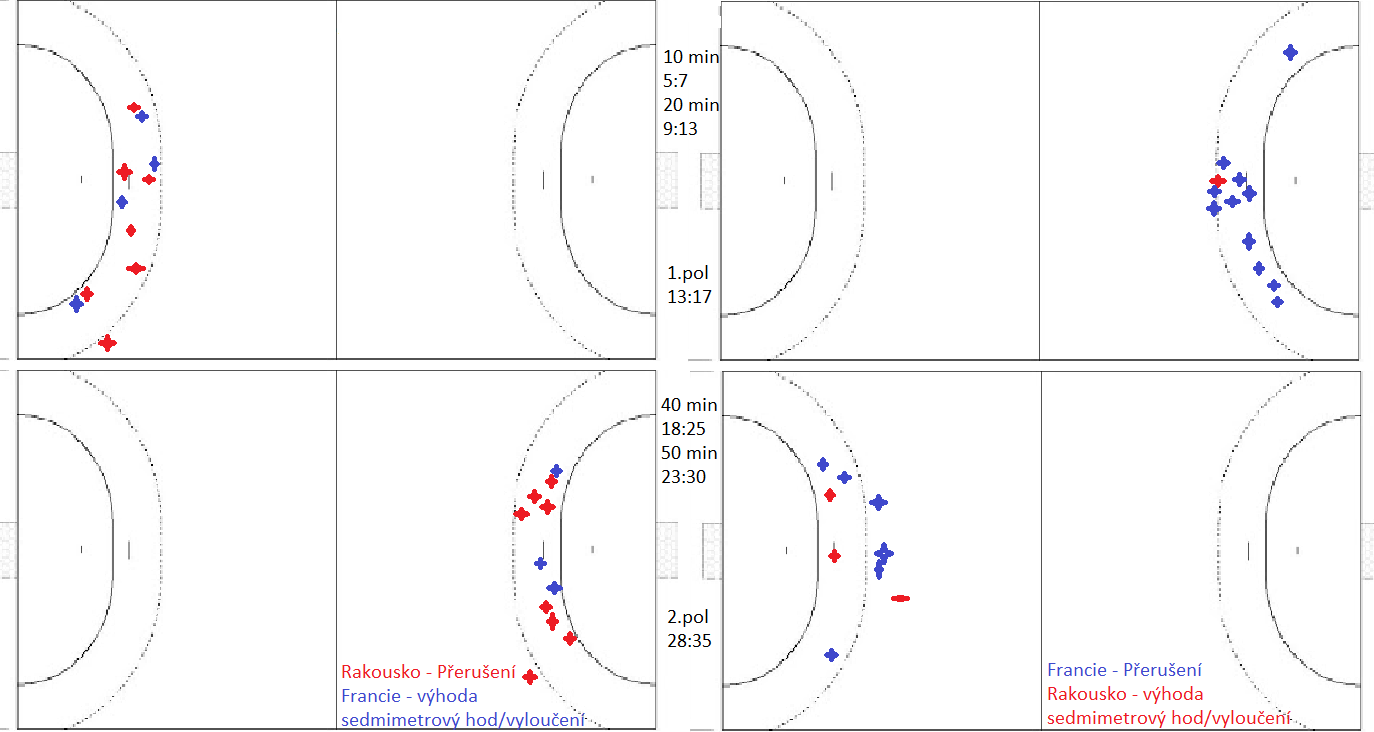 10 min
5:7
20 min
9:13
1.pol
13:17
40 min
18:25
50 min
23:30
2.pol
28:35
Rakousko - Přerušení
Francie - výhoda
sedmimetrový hod/vyloučení
Francie - Přerušení
Rakousko - výhoda
sedmimetrový hod/vyloučení